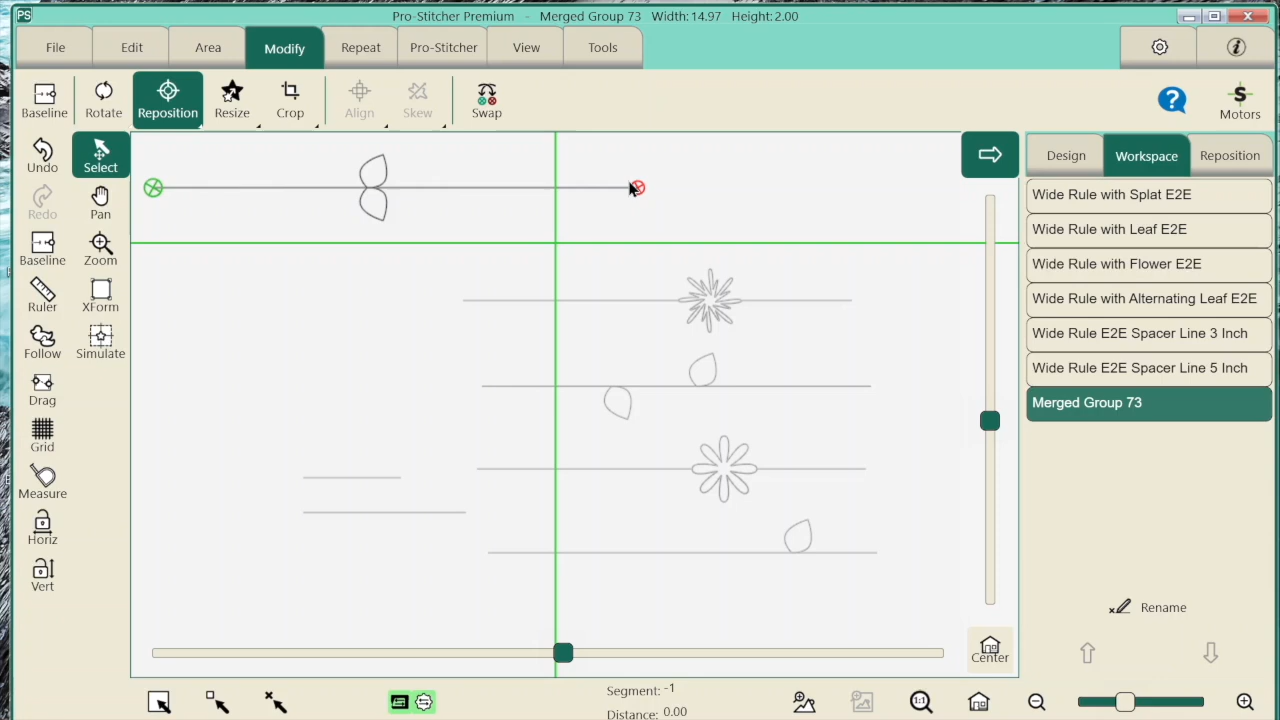 PS
Pro-Stitcher Premium - Merged Group 73 Width: 14.97 Height: 2.00
File Edit Area Modify Repeat Pro-Stitcher View Tools
Baseline Rotate Reposition Resize Crop Align Skew Swap Motors
Undo Select
Redo Pan
Baseline Zoom
Ruler XForm
Follow Simulate
Drag
Grid
Measure
Horiz
Vert
Design Workspace Reposition
Wide Rule with Splat E2E
Wide Rule with Leaf E2E
Wide Rule with Flower E2E
Wide Rule with Alternating Leaf E2E
Wide Rule E2E Spacer Line 3 Inch
Wide Rule E2E Spacer Line 5 Inch
Merged Group 73
Rename
Center
Segment: -1
Distance: 0.00
1:1